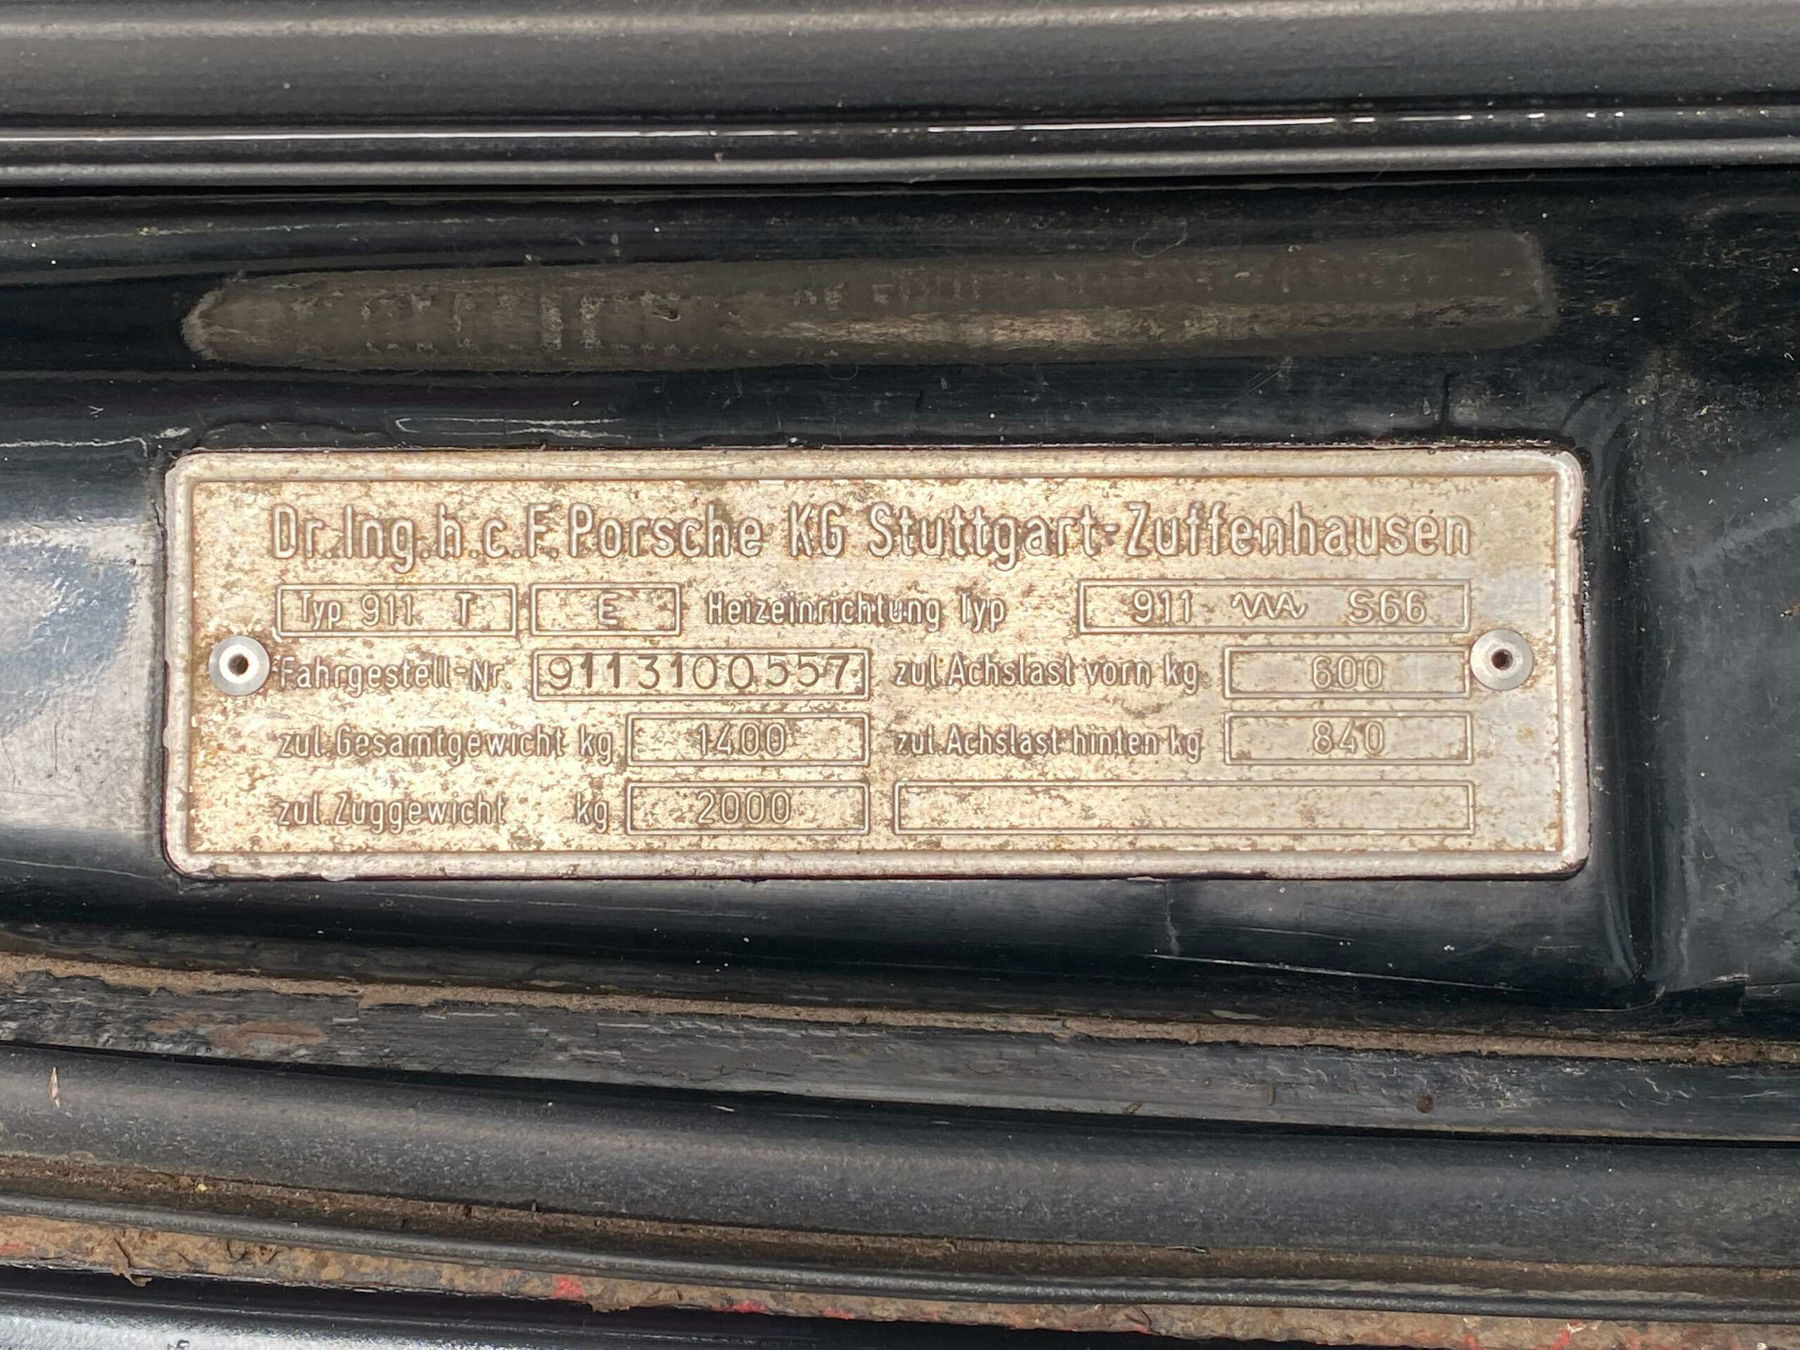 Dr. Ing. h. c. F. Porsche KG Stuttgart-Zuffenhausen
Typ 911 T E Heizeinrichtung Typ 911 S66
Fahrgestell-Nr. 9113100557 zul. Achslast vorn kg 600
zul. Gesamtgewicht kg 1400 zul. Achslast hinten kg 840
zul. Zuggewicht kg 2000